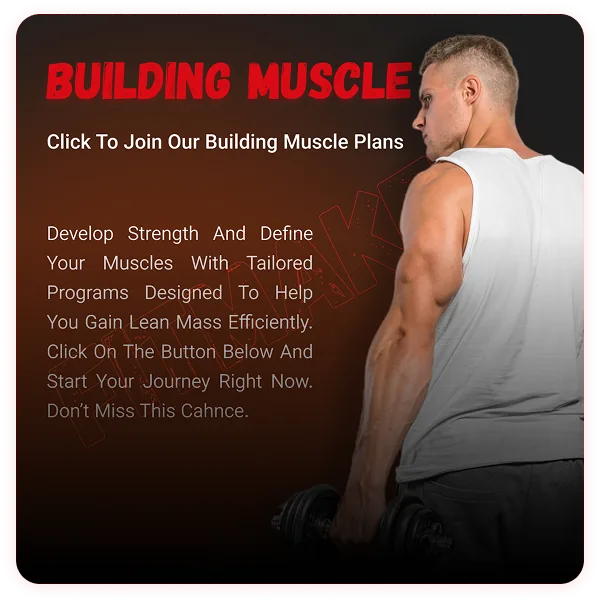 BUILDING MUSCLE
Click To Join Our Building Muscle Plans
Develop Strength And Define
Your Muscles With Tailored
Programs Designed To Help
You Gain Lean Mass Efficiently.
Click On The Button Below And
Start Your Journey Right Now.
Don't Miss This Cahnce.